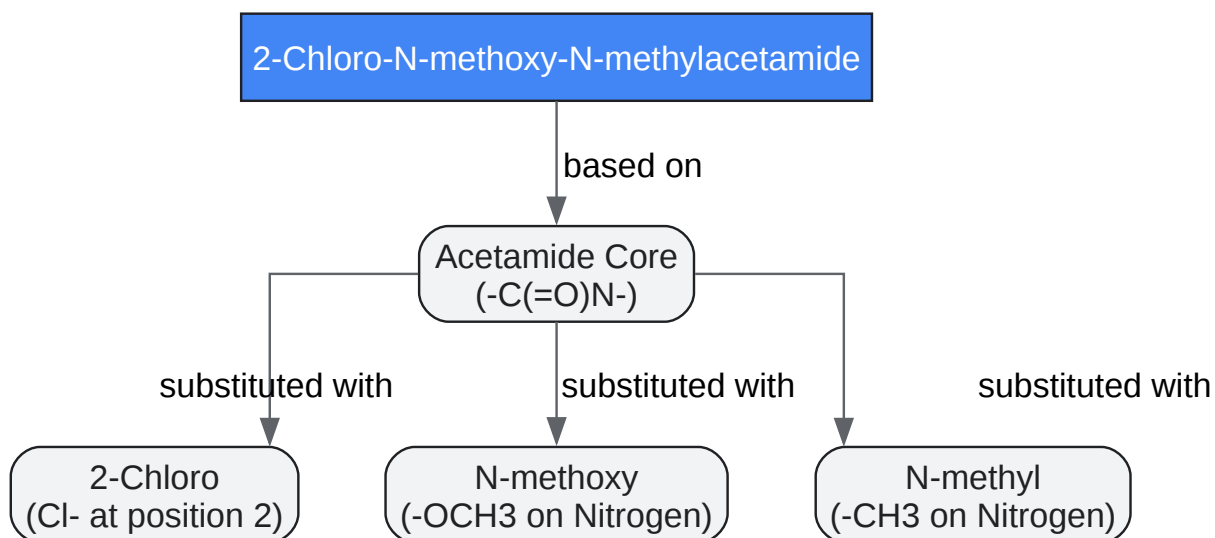 2-Chloro-N-methoxy-N-methylacetamide
based on
Acetamide Core
(-C(=O)N-)
substituted with
substituted with
substituted with
2-Chloro
(Cl- at position 2)
N-methoxy
(-OCH3 on Nitrogen)
N-methyl
(-CH3 on Nitrogen)